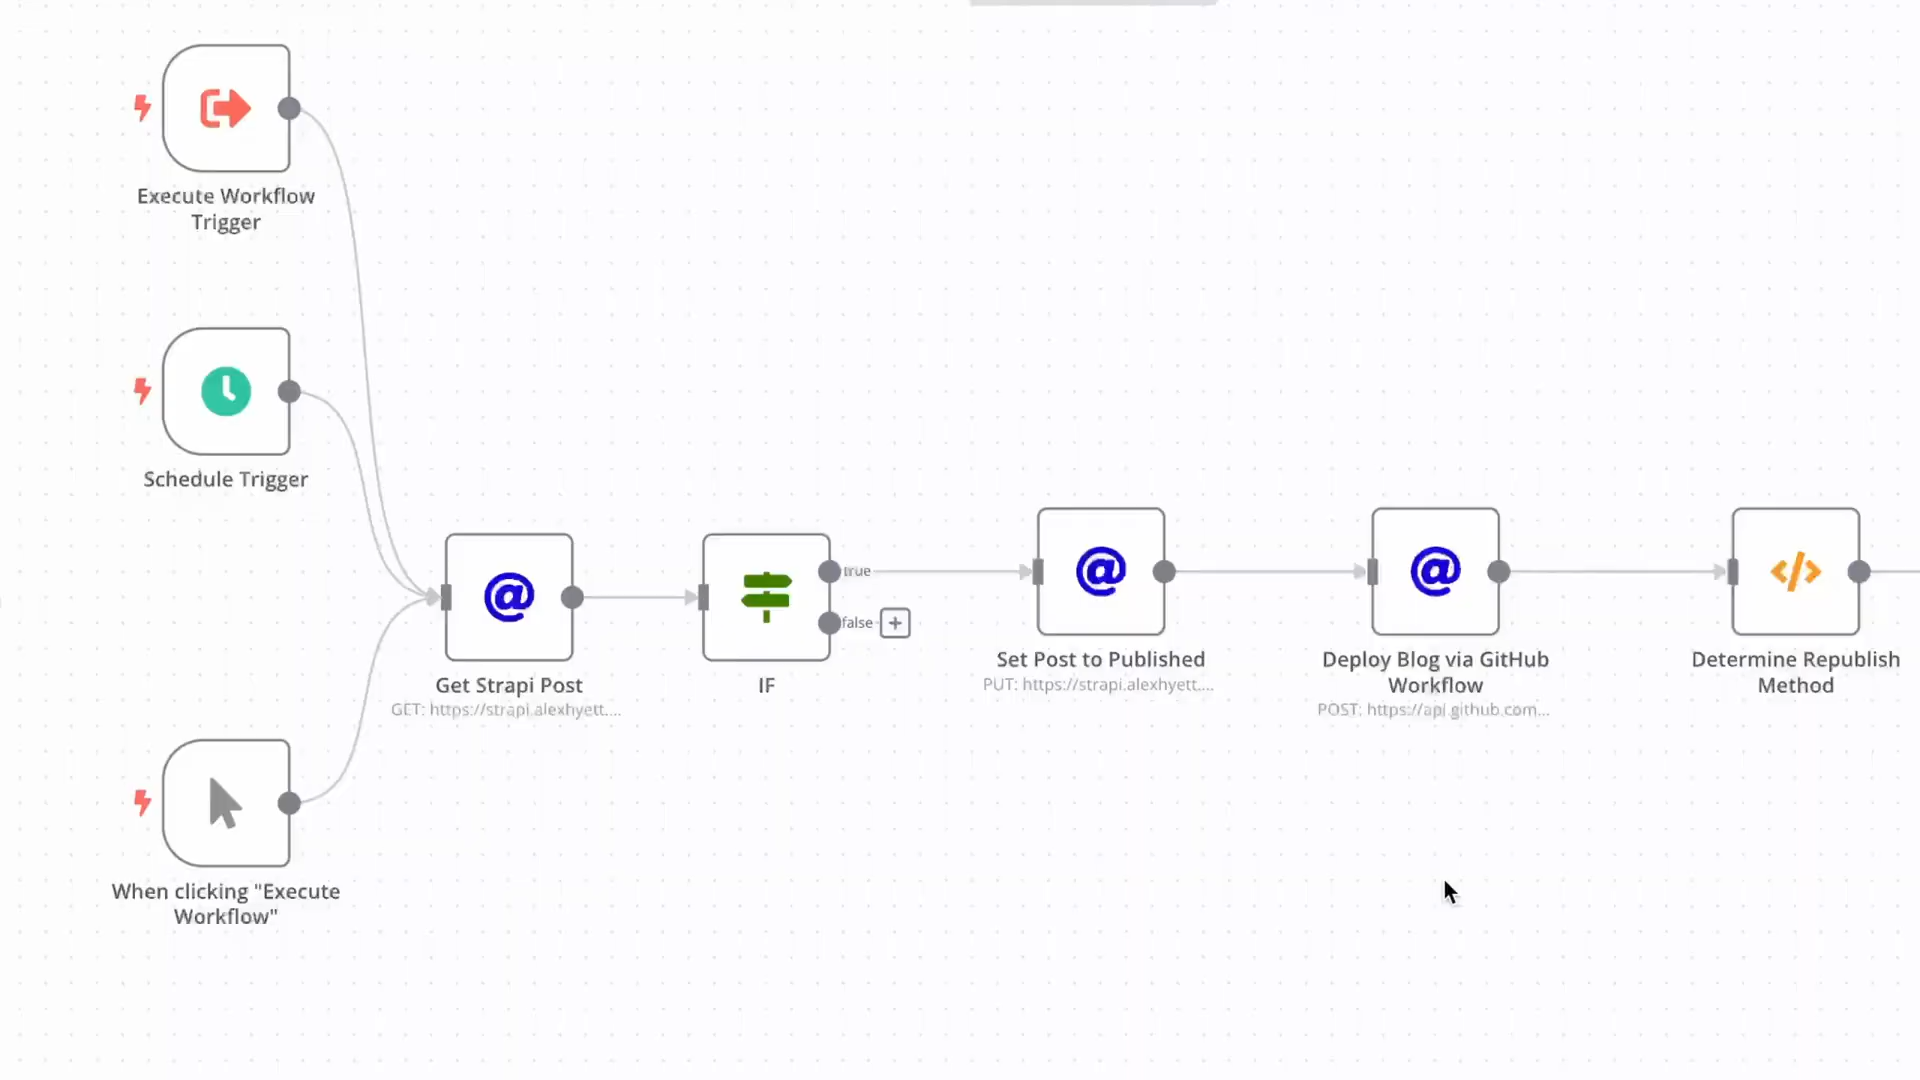 Execute Workflow
Trigger
Schedule Trigger
When clicking "Execute
Workflow"
Get Strapi Post
GET: https://strapi.alexhyett....
IF
true
false
Set Post to Published
PUT: https://strapi.alexhyett....
Deploy Blog via GitHub
Workflow
POST: https://api.github.com...
Determine Republish
Method